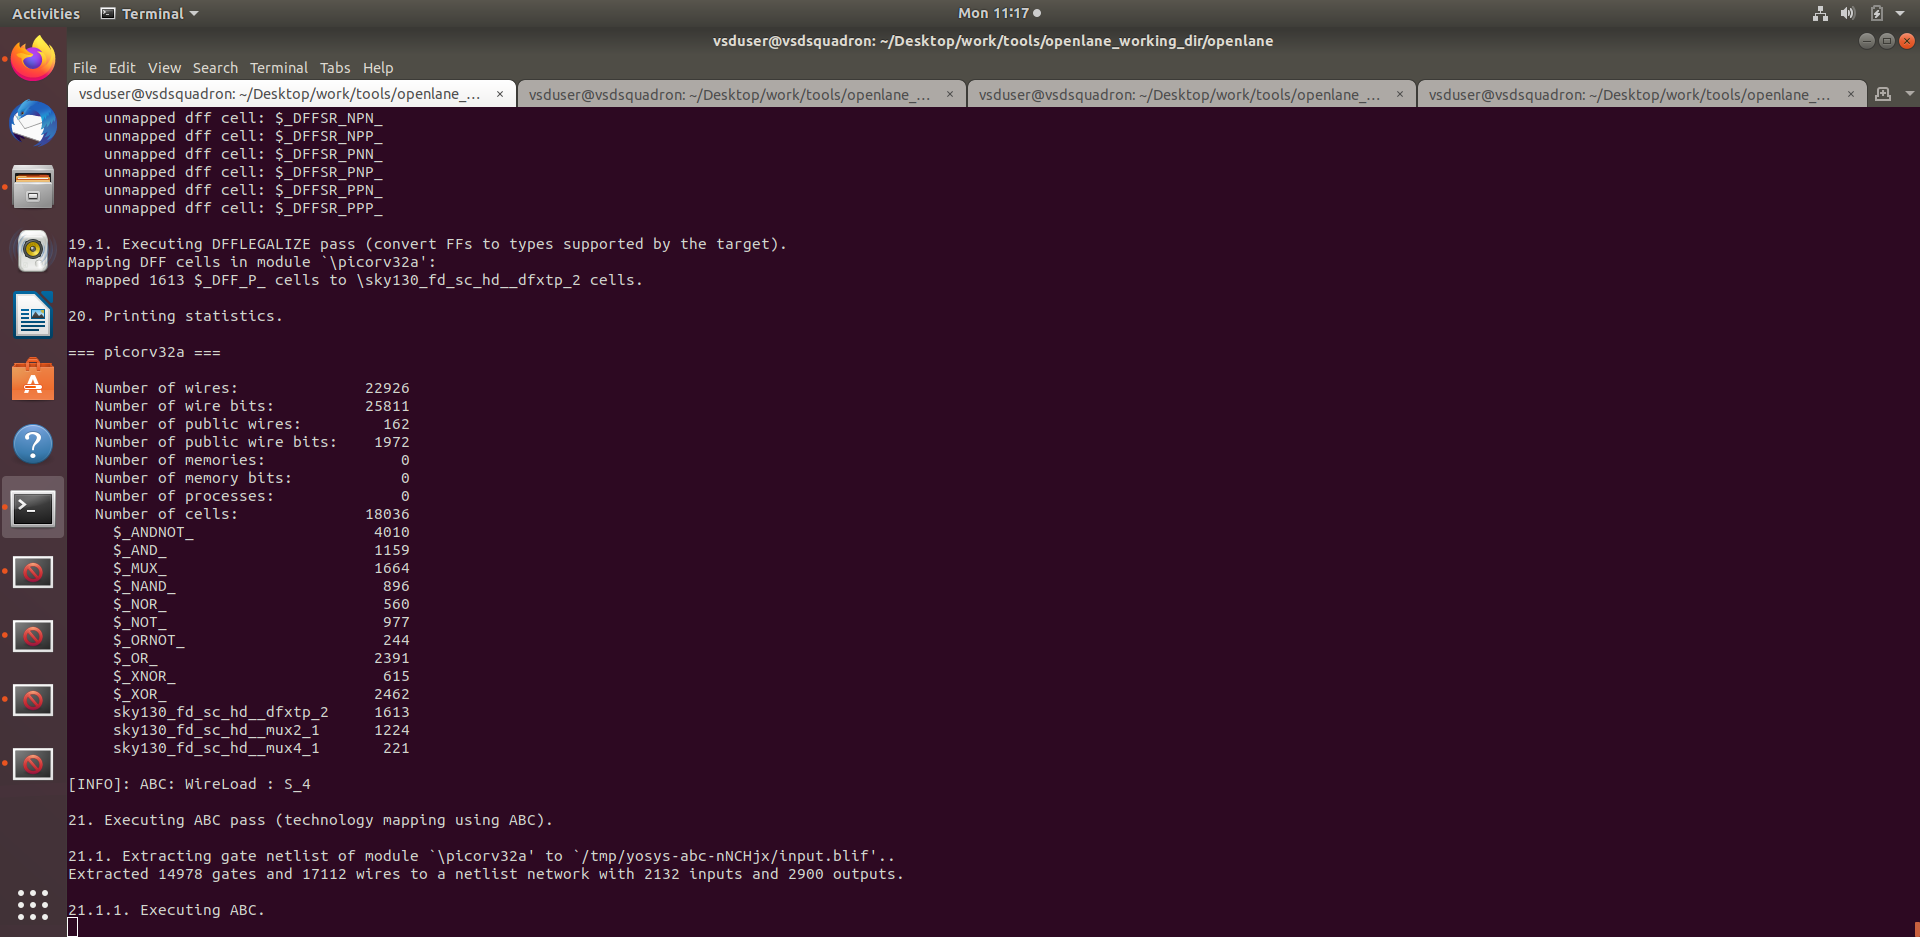 Activities Terminal Mon 11:17
vsduser@vsdsquadron: ~/Desktop/work/tools/openlane_working_dir/openlane
File Edit View Search Terminal Tabs Help
vsduser@vsdsquadron: ~/Desktop/work/tools/openlane_... × vsduser@vsdsquadron: ~/Desktop/work/tools/openlane_... × vsduser@vsdsquadron: ~/Desktop/work/tools/openlane_... × vsduser@vsdsquadron: ~/Desktop/work/tools/openlane_... ×
unmapped dff cell: $_DFFSR_NPN_
unmapped dff cell: $_DFFSR_NPP_
unmapped dff cell: $_DFFSR_PNN_
unmapped dff cell: $_DFFSR_PNP_
unmapped dff cell: $_DFFSR_PPN_
unmapped dff cell: $_DFFSR_PPP_
19.1. Executing DFFLEGALIZE pass (convert FFs to types supported by the target).
Mapping DFF cells in module `\picorv32a':
mapped 1613 $_DFF_P_ cells to \sky130_fd_sc_hd__dfxtp_2 cells.
20. Printing statistics.
=== picorv32a ===
Number of wires: 22926
Number of wire bits: 25811
Number of public wires: 162
Number of public wire bits: 1972
Number of memories: 0
Number of memory bits: 0
Number of processes: 0
Number of cells: 18036
$_ANDNOT_ 4010
$_AND_ 1159
$_MUX_ 1664
$_NAND_ 896
$_NOR_ 560
$_NOT_ 977
$_ORNOT_ 244
$_OR_ 2391
$_XNOR_ 615
$_XOR_ 2462
sky130_fd_sc_hd__dfxtp_2 1613
sky130_fd_sc_hd__mux2_1 1224
sky130_fd_sc_hd__mux4_1 221
[INFO]: ABC: WireLoad : S_4
21. Executing ABC pass (technology mapping using ABC).
21.1. Extracting gate netlist of module `\picorv32a' to `/tmp/yosys-abc-nNCHjx/input.blif'..
Extracted 14978 gates and 17112 wires to a netlist network with 2132 inputs and 2900 outputs.
21.1.1. Executing ABC.